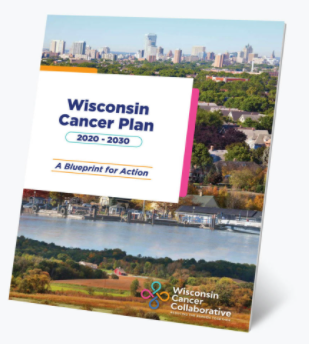 Wisconsin
Cancer Plan
2020 - 2030
A Blueprint for Action
Wisconsin
Cancer
Collaborative